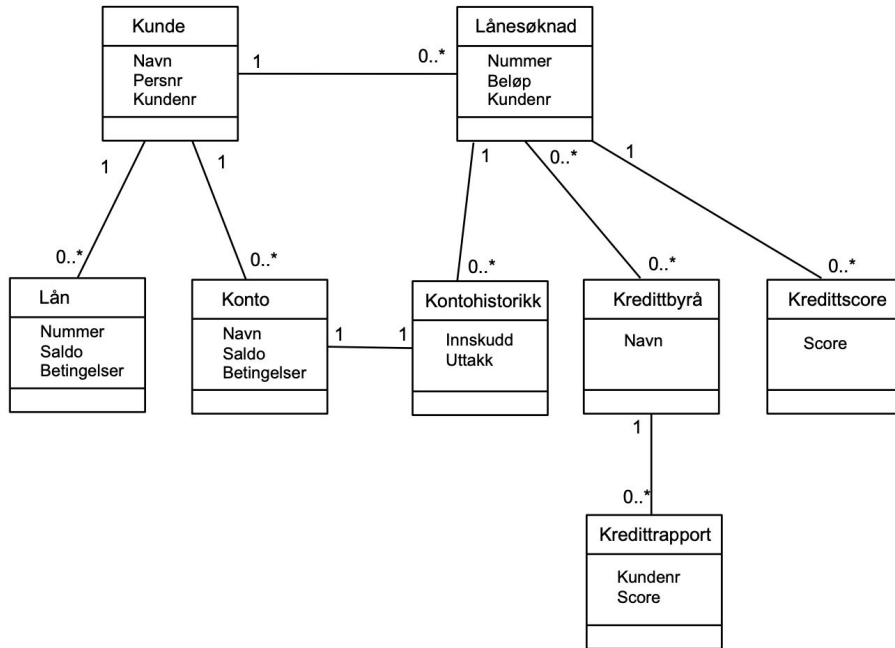 Kunde
Navn
Persnr
Kundenr
1
0..*
Lånesøknad
Nummer
Beløp
Kundenr
1
1
1
0..*
1
0..*
0..*
0..*
0..*
0..*
Lån
Nummer
Saldo
Betingelser
Konto
Navn
Saldo
Betingelser
1
1
Kontohistorikk
Innskudd
Uttakk
Kredittbyrå
Navn
Kredittscore
Score
1
0..*
Kredittrapport
Kundenr
Score